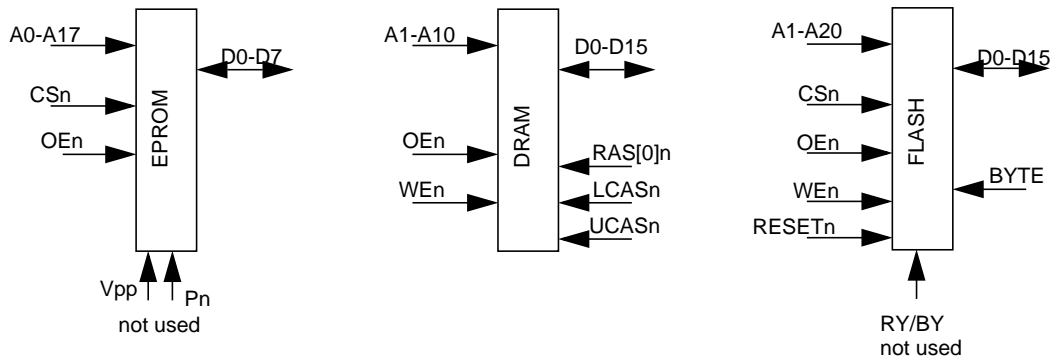 A0-A17
D0-D7
CSn
OEn
EPROM
Vpp
Pn
not used
A1-A10
D0-D15
OEn
WEn
DRAM
RAS[0]n
LCASn
UCASn
A1-A20
D0-D15
CSn
OEn
WEn
RESETn
FLASH
BYTE
RY/BY
not used